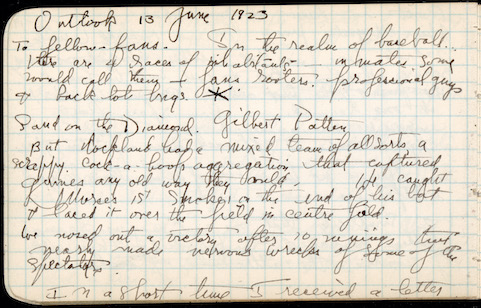 Outlook 13 June 1923
To fellow-fans. In the realm of baseball..
there are 4 races of inhabitants - inmates some
would call them - fans rooters. professional guys
& back lot bugs.
Sand on the Diamond. Gilbert Patten
But Rockland had a mixed team of all sorts, a
scrappy. cock-a-hoop aggregation that captured
games any old way they could. He caught
Morse's 1st smoker on the end of his bat
& laced it over the field in centre field.
We nosed out a victory after 10 innings that
nearly made nervous wrecks of some of the
spectators.
In a short time I received a letter